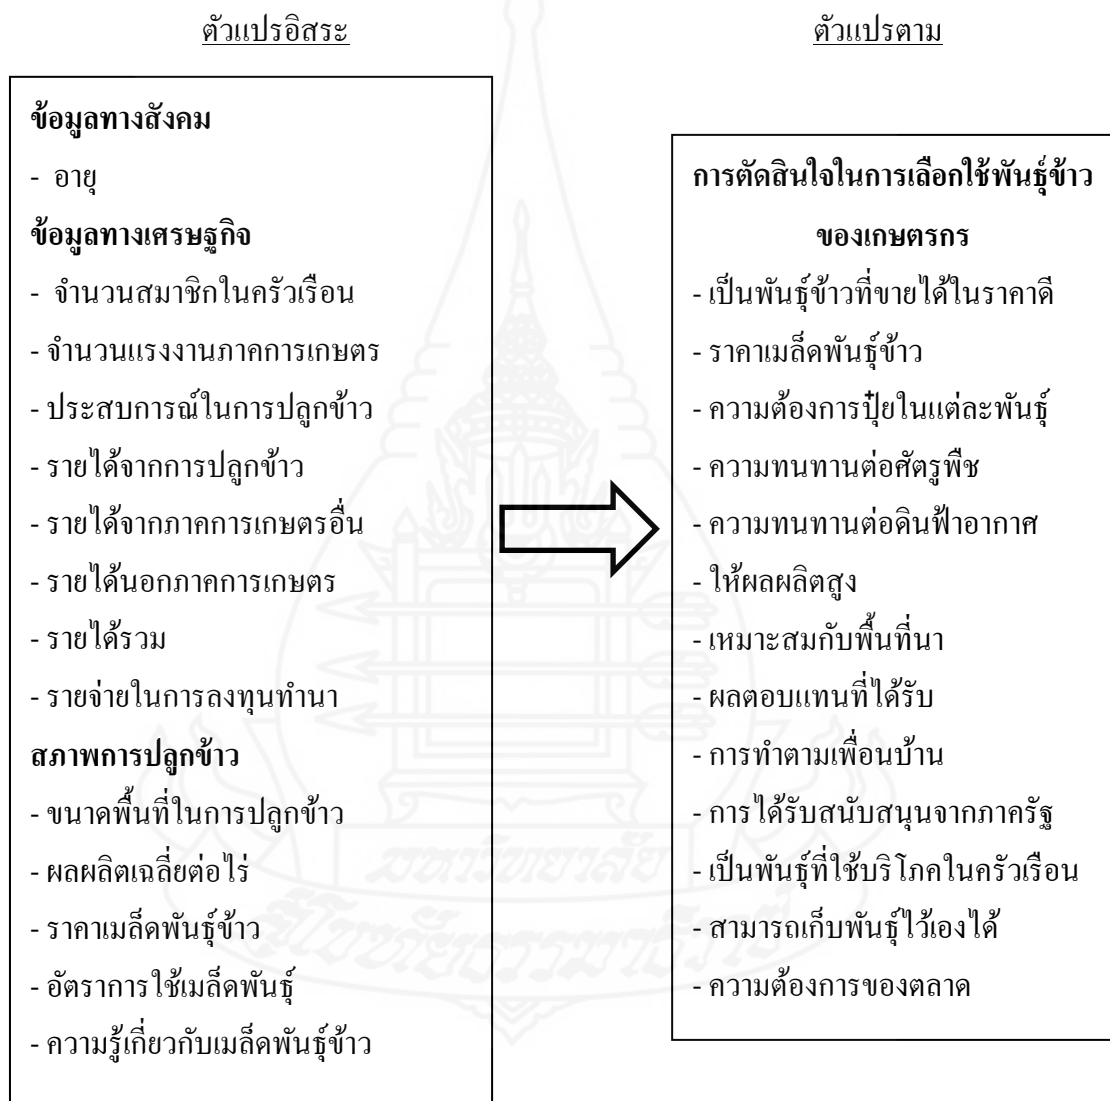 ตัวแปรอิสระ
ตัวแปรตาม
ข้อมูลทางสังคม
- อายุ
ข้อมูลทางเศรษฐกิจ
- จำนวนสมาชิกในครัวเรือน
- จำนวนแรงงานภาคการเกษตร
- ประสบการณ์ในการปลูกข้าว
- รายได้จากการปลูกข้าว
- รายได้จากภาคการเกษตรอื่น
- รายได้นอกภาคการเกษตร
- รายได้รวม
- รายจ่ายในการลงทุนทำนา
สภาพการปลูกข้าว
- ขนาดพื้นที่ในการปลูกข้าว
- ผลผลิตเฉลี่ยต่อไร่
- ราคาเมล็ดพันธุ์ข้าว
- อัตราการใช้เมล็ดพันธุ์
- ความรู้เกี่ยวกับเมล็ดพันธุ์ข้าว
การตัดสินใจในการเลือกใช้พันธุ์ข้าว
ของเกษตรกร
- เป็นพันธุ์ข้าวที่ขายได้ในราคาดี
- ราคาเมล็ดพันธุ์ข้าว
- ความต้องการปุ๋ยในแต่ละพันธุ์
- ความทนทานต่อศัตรูพืช
- ความทนทานต่อดินฟ้าอากาศ
- ให้ผลผลิตสูง
- เหมาะสมกับพื้นที่นา
- ผลตอบแทนที่ได้รับ
- การทำตามเพื่อนบ้าน
- การได้รับสนับสนุนจากภาครัฐ
- เป็นพันธุ์ที่ใช้บริโภคในครัวเรือน
- สามารถเก็บพันธุ์ไว้เองได้
- ความต้องการของตลาด
มหาวิทยาลัย
สุโขทัยธรรมาธิราช